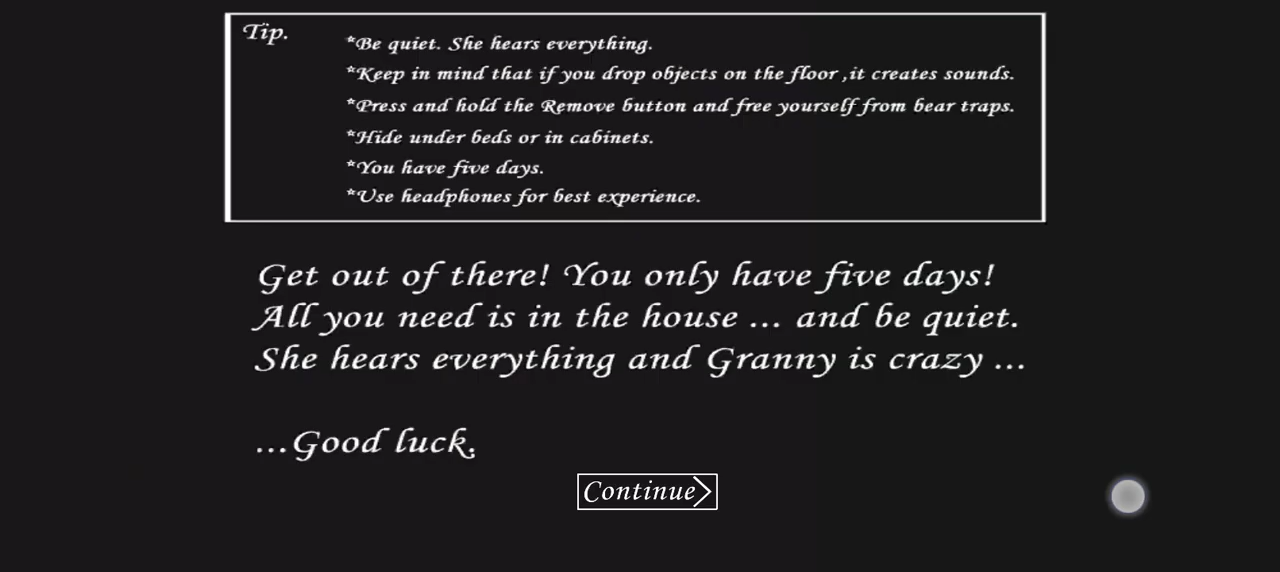 Tip.
*Be quiet. She hears everything.
*Keep in mind that if you drop objects on the floor ,it creates sounds.
*Press and hold the Remove button and free yourself from bear traps.
*Hide under beds or in cabinets.
*You have five days.
*Use headphones for best experience.
Get out of there! You only have five days!
All you need is in the house ... and be quiet.
She hears everything and Granny is crazy ...
...Good luck.
Continue>